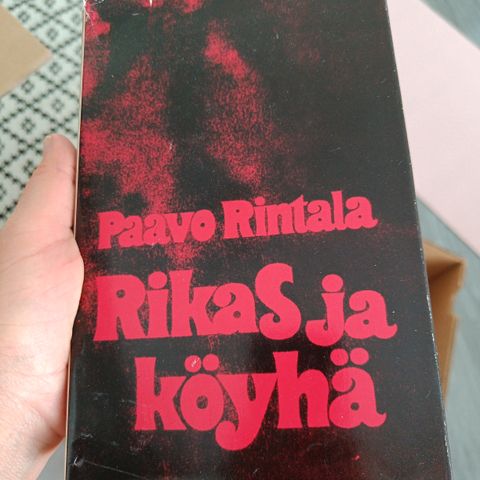 Paavo Rintala
Rikas ja
köyhä